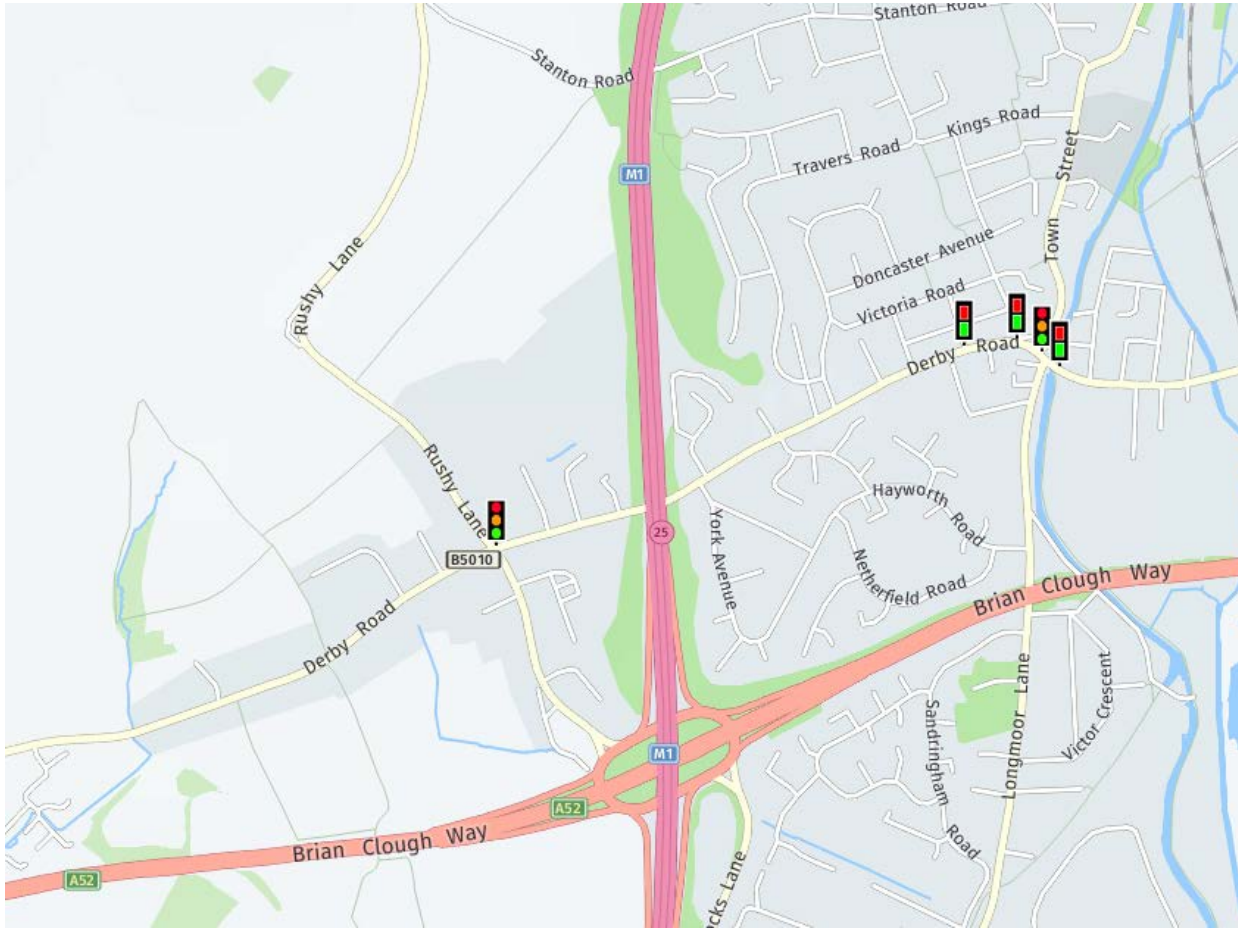 Stanton Road
Stanton Road
Kings Road
Travers Road
Town Street
M1
Rushy Lane
Doncaster Avenue
Victoria Road
Derby Road
Rushy Lane
Hayworth Road
25
York Avenue
B5010
Netherfield Road
Brian Clough Way
Derby Road
Sandringham Road
Longmoor Lane
Victor Crescent
M1
A52
Brian Clough Way
A52
cks Lane